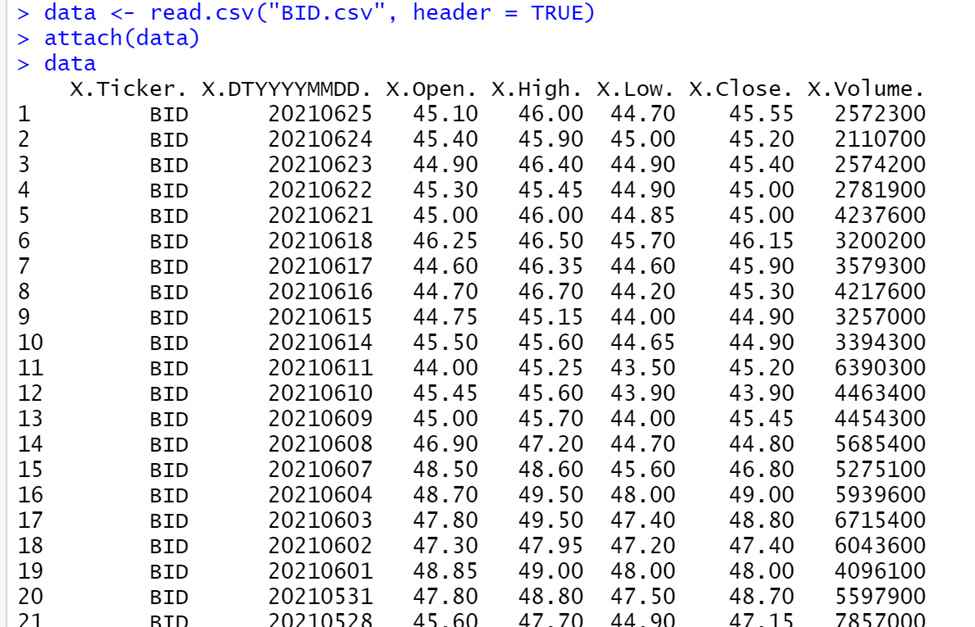 > data <- read.csv("BID.csv", header = TRUE)
> attach(data)
> data
X.Ticker. X.DTYYYYMMDD. X.Open. X.High. X.Low. X.Close. X.Volume.
1 BID 20210625 45.10 46.00 44.70 45.55 2572300
2 BID 20210624 45.40 45.90 45.00 45.20 2110700
3 BID 20210623 44.90 46.40 44.90 45.40 2574200
4 BID 20210622 45.30 45.45 44.90 45.00 2781900
5 BID 20210621 45.00 46.00 44.85 45.00 4237600
6 BID 20210618 46.25 46.50 45.70 46.15 3200200
7 BID 20210617 44.60 46.35 44.60 45.90 3579300
8 BID 20210616 44.70 46.70 44.20 45.30 4217600
9 BID 20210615 44.75 45.15 44.00 44.90 3257000
10 BID 20210614 45.50 45.60 44.65 44.90 3394300
11 BID 20210611 44.00 45.25 43.50 45.20 6390300
12 BID 20210610 45.45 45.60 43.90 43.90 4463400
13 BID 20210609 45.00 45.70 44.00 45.45 4454300
14 BID 20210608 46.90 47.20 44.70 44.80 5685400
15 BID 20210607 48.50 48.60 45.60 46.80 5275100
16 BID 20210604 48.70 49.50 48.00 49.00 5939600
17 BID 20210603 47.80 49.50 47.40 48.80 6715400
18 BID 20210602 47.30 47.95 47.20 47.40 6043600
19 BID 20210601 48.85 49.00 48.00 48.00 4096100
20 BID 20210531 47.80 48.80 47.50 48.70 5597900
21 BID 20210528 45.60 47.70 44.90 47.15 7857000